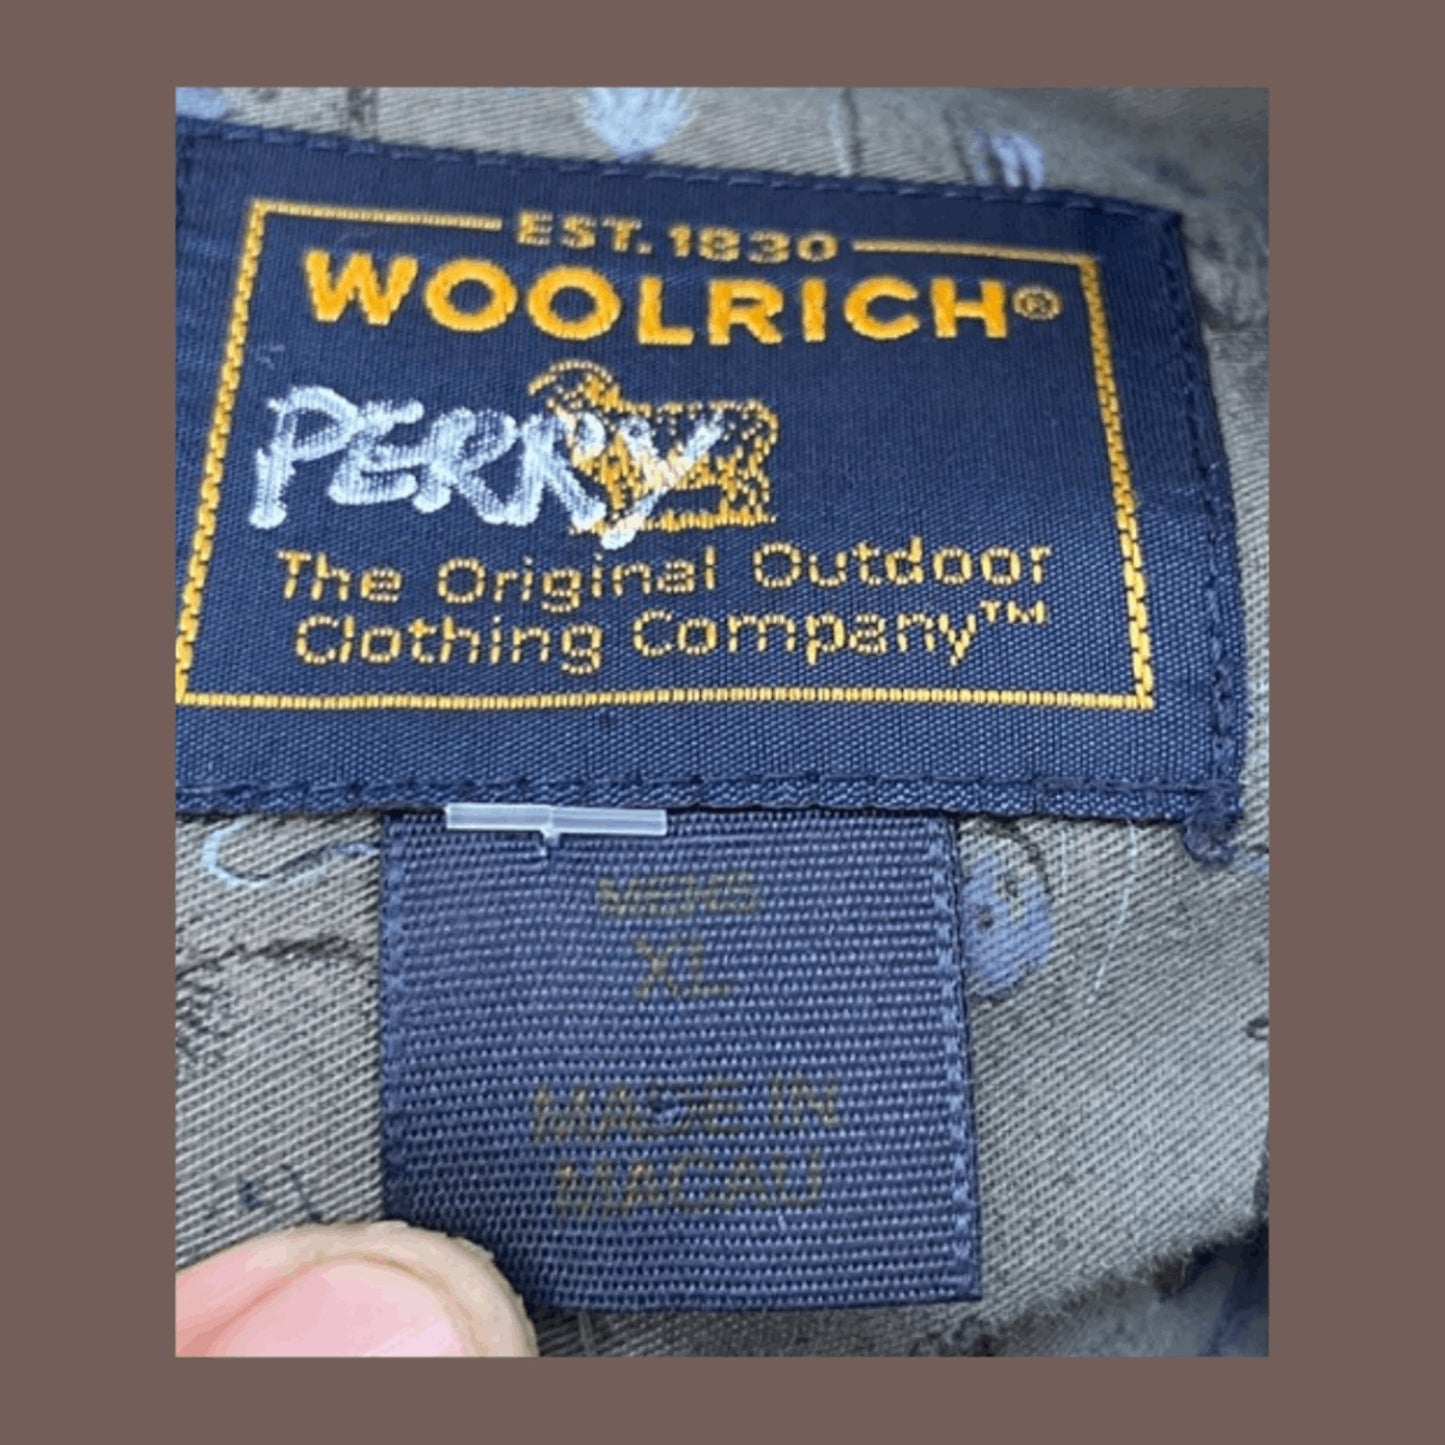 EST. 1830
WOOLRICH®
PERRY
The Original Outdoor
Clothing Company™
MENS
XL
MADE IN
MACAU